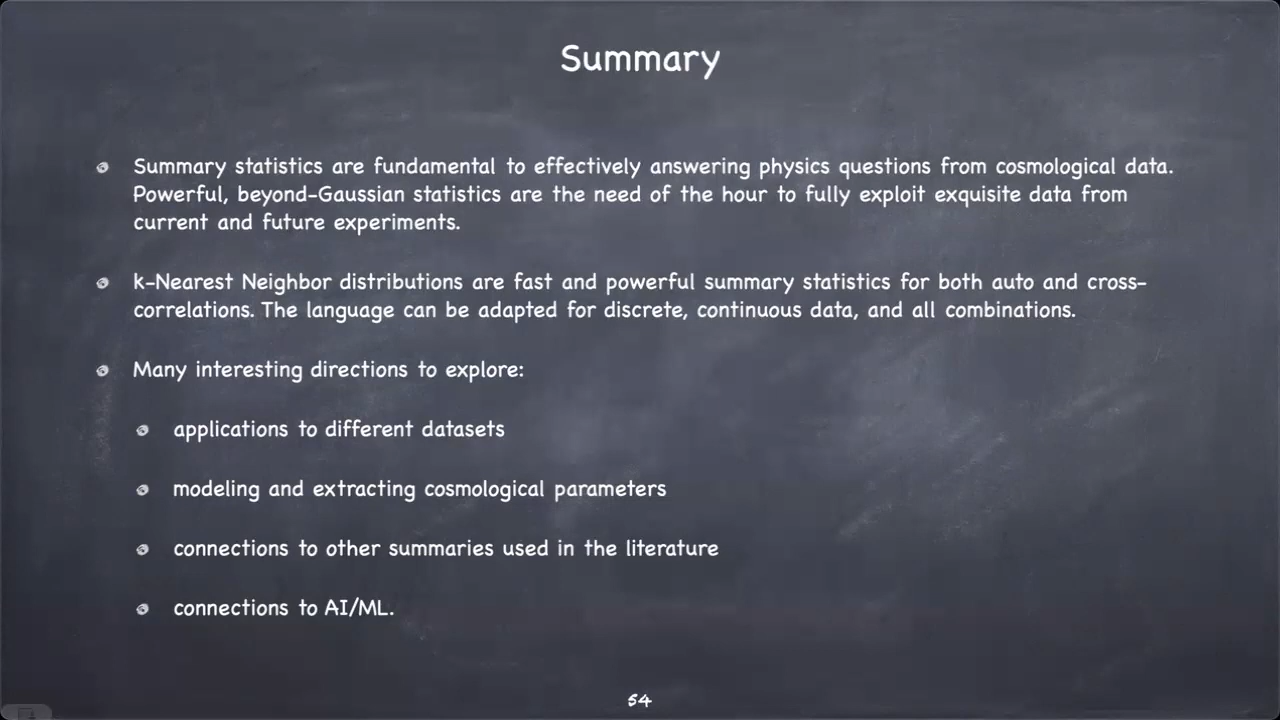 Summary
Summary statistics are fundamental to effectively answering physics questions from cosmological data.
Powerful, beyond-Gaussian statistics are the need of the hour to fully exploit exquisite data from
current and future experiments.
k-Nearest Neighbor distributions are fast and powerful summary statistics for both auto and cross-
correlations. The language can be adapted for discrete, continuous data, and all combinations.
Many interesting directions to explore:
applications to different datasets
modeling and extracting cosmological parameters
connections to other summaries used in the literature
connections to AI/ML.
54